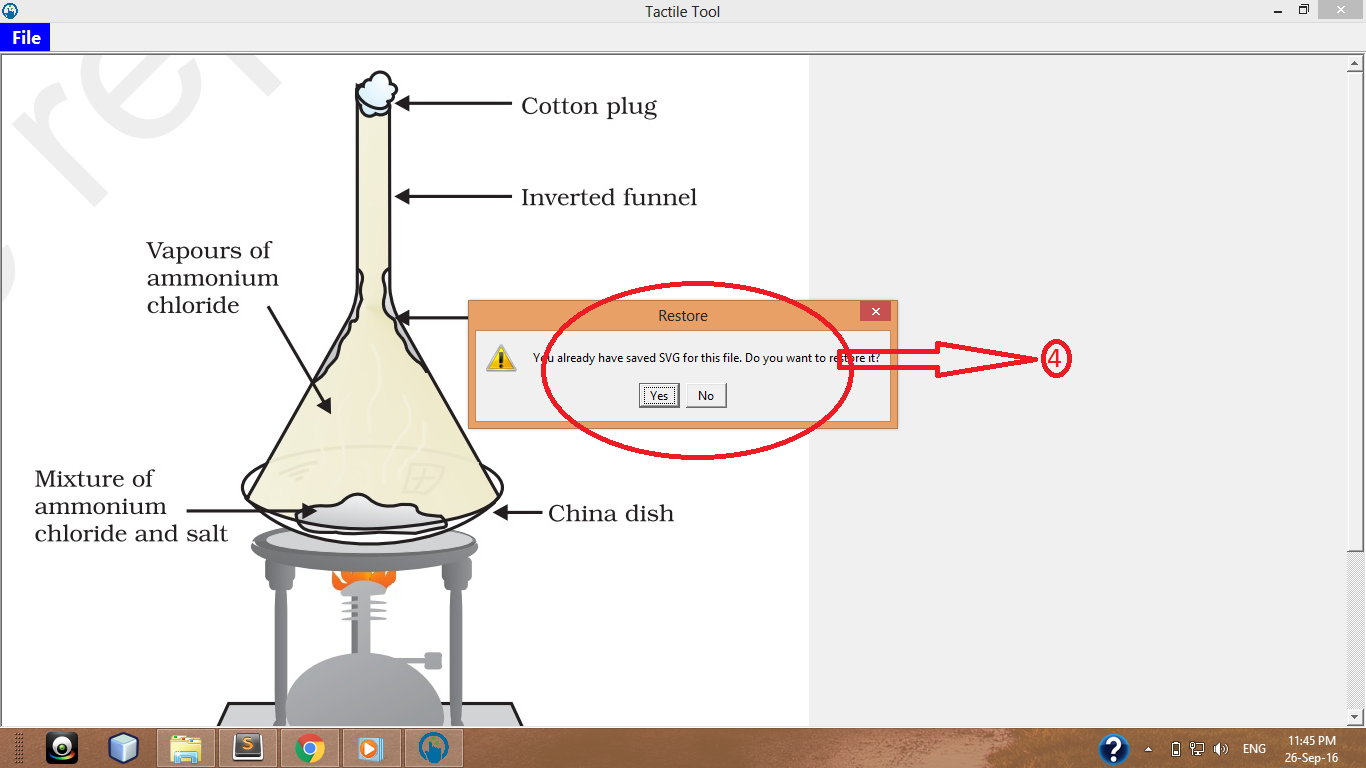 Tactile Tool
File
Cotton plug
Inverted funnel
Vapours of
ammonium
chloride
Restore
You already have saved SVG for this file. Do you want to restore it?
4
Yes
No
Mixture of
ammonium
chloride and salt
China dish
S
?
ENG
11:45 PM
26-Sep-16